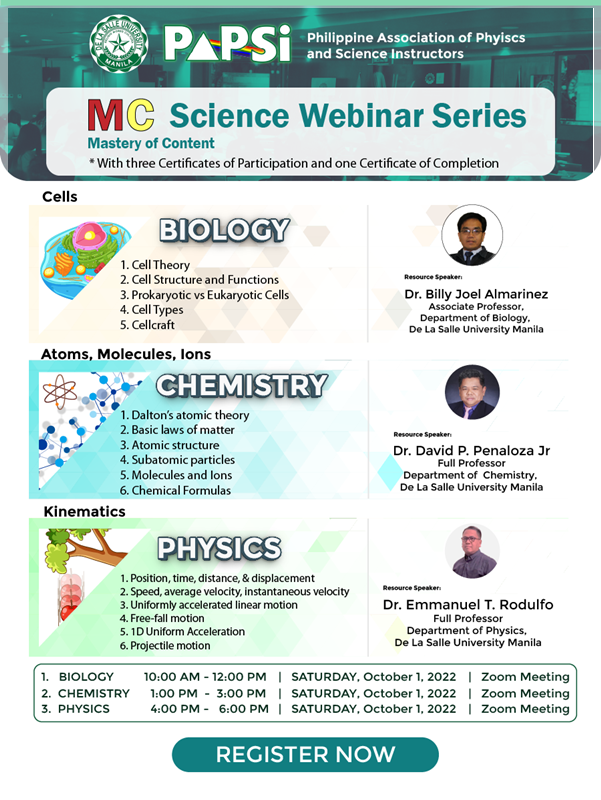 DE LA SALLE UNIVERSITY
MANILA
PAPSi
Philippine Association of Phyiscs
and Science Instructors
MC Science Webinar Series
Mastery of Content
* With three Certificates of Participation and one Certificate of Completion
Cells
BIOLOGY
1. Cell Theory
2. Cell Structure and Functions
3. Prokaryotic vs Eukaryotic Cells
4. Cell Types
5. Cellcraft
Resource Speaker:
Dr. Billy Joel Almarinez
Associate Professor,
Department of Biology,
De La Salle University Manila
Atoms, Molecules, Ions
CHEMISTRY
1. Dalton's atomic theory
2. Basic laws of matter
3. Atomic structure
4. Subatomic particles
5. Molecules and Ions
6. Chemical Formulas
Resource Speaker:
Dr. David P. Penaloza Jr
Full Professor
Department of Chemistry,
De La Salle University Manila
Kinematics
PHYSICS
1. Position, time, distance, & displacement
2. Speed, average velocity, instantaneous velocity
3. Uniformly accelerated linear motion
4. Free-fall motion
5. 1D Uniform Acceleration
6. Projectile motion
Resource Speaker:
Dr. Emmanuel T. Rodulfo
Full Professor
Department of Physics,
De La Salle University Manila
1. BIOLOGY 10:00 AM - 12:00 PM | SATURDAY, October 1, 2022 | Zoom Meeting
2. CHEMISTRY 1:00 PM - 3:00 PM | SATURDAY, October 1, 2022 | Zoom Meeting
3. PHYSICS 4:00 PM - 6:00 PM | SATURDAY, October 1, 2022 | Zoom Meeting
REGISTER NOW